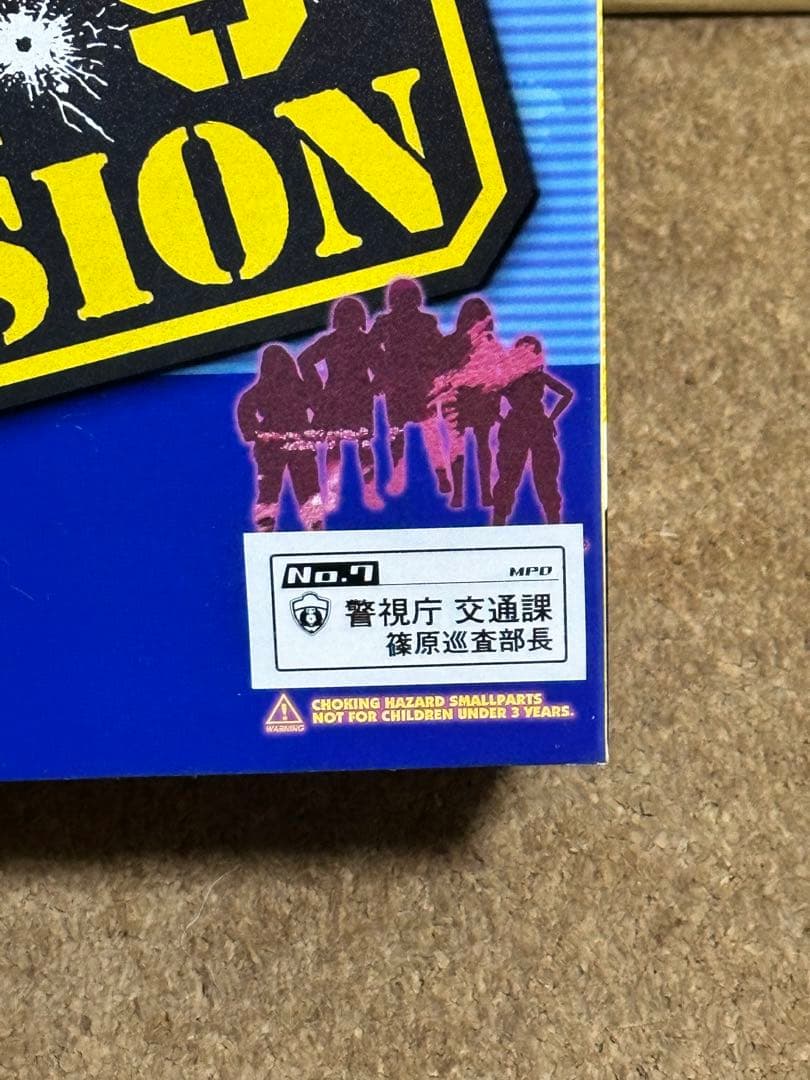 SION
No.7 MPD
警視庁 交通課
篠原巡査部長
WARNING
CHOKING HAZARD SMALLPARTS
NOT FOR CHILDREN UNDER 3 YEARS.